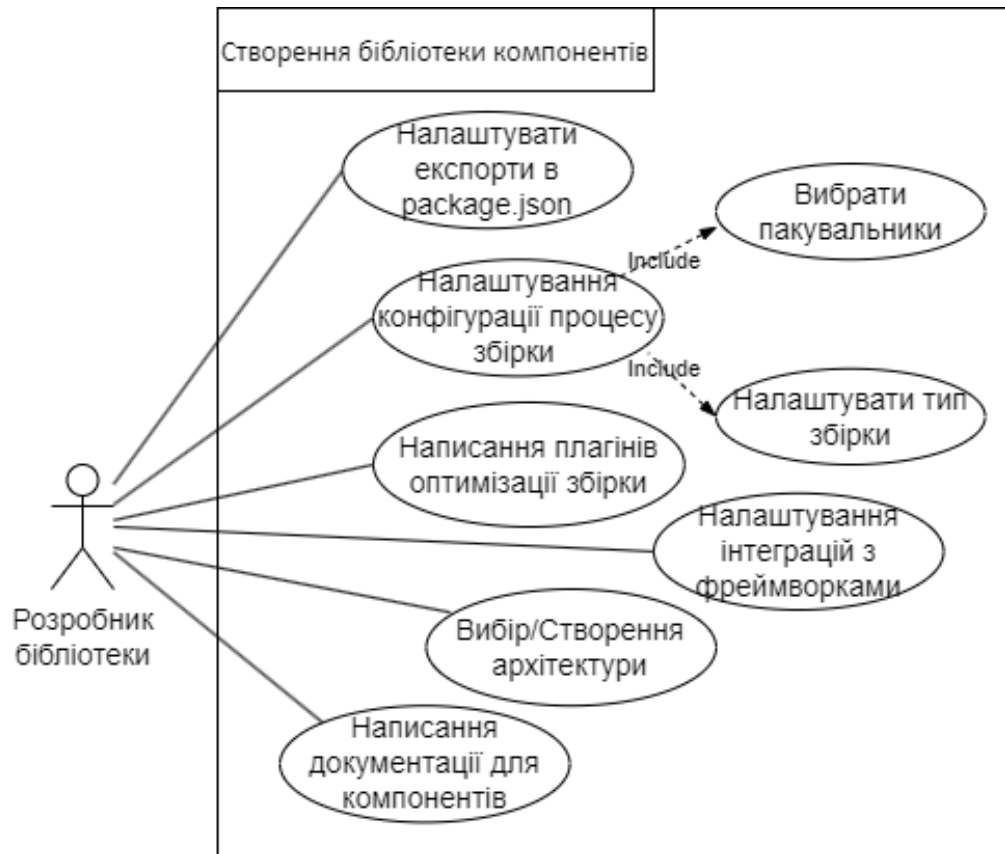 Створення бібліотеки компонентів
Налаштувати
експорти в
package.json
Вибрати
пакувальники
Include
Налаштування
конфігурації процесу
збірки
Include
Налаштувати тип
збірки
Написання плагінів
оптимізації збірки
Налаштування
інтеграцій з
фреймворками
Розробник
бібліотеки
Вибір/Створення
архітектури
Написання
документації для
компонентів